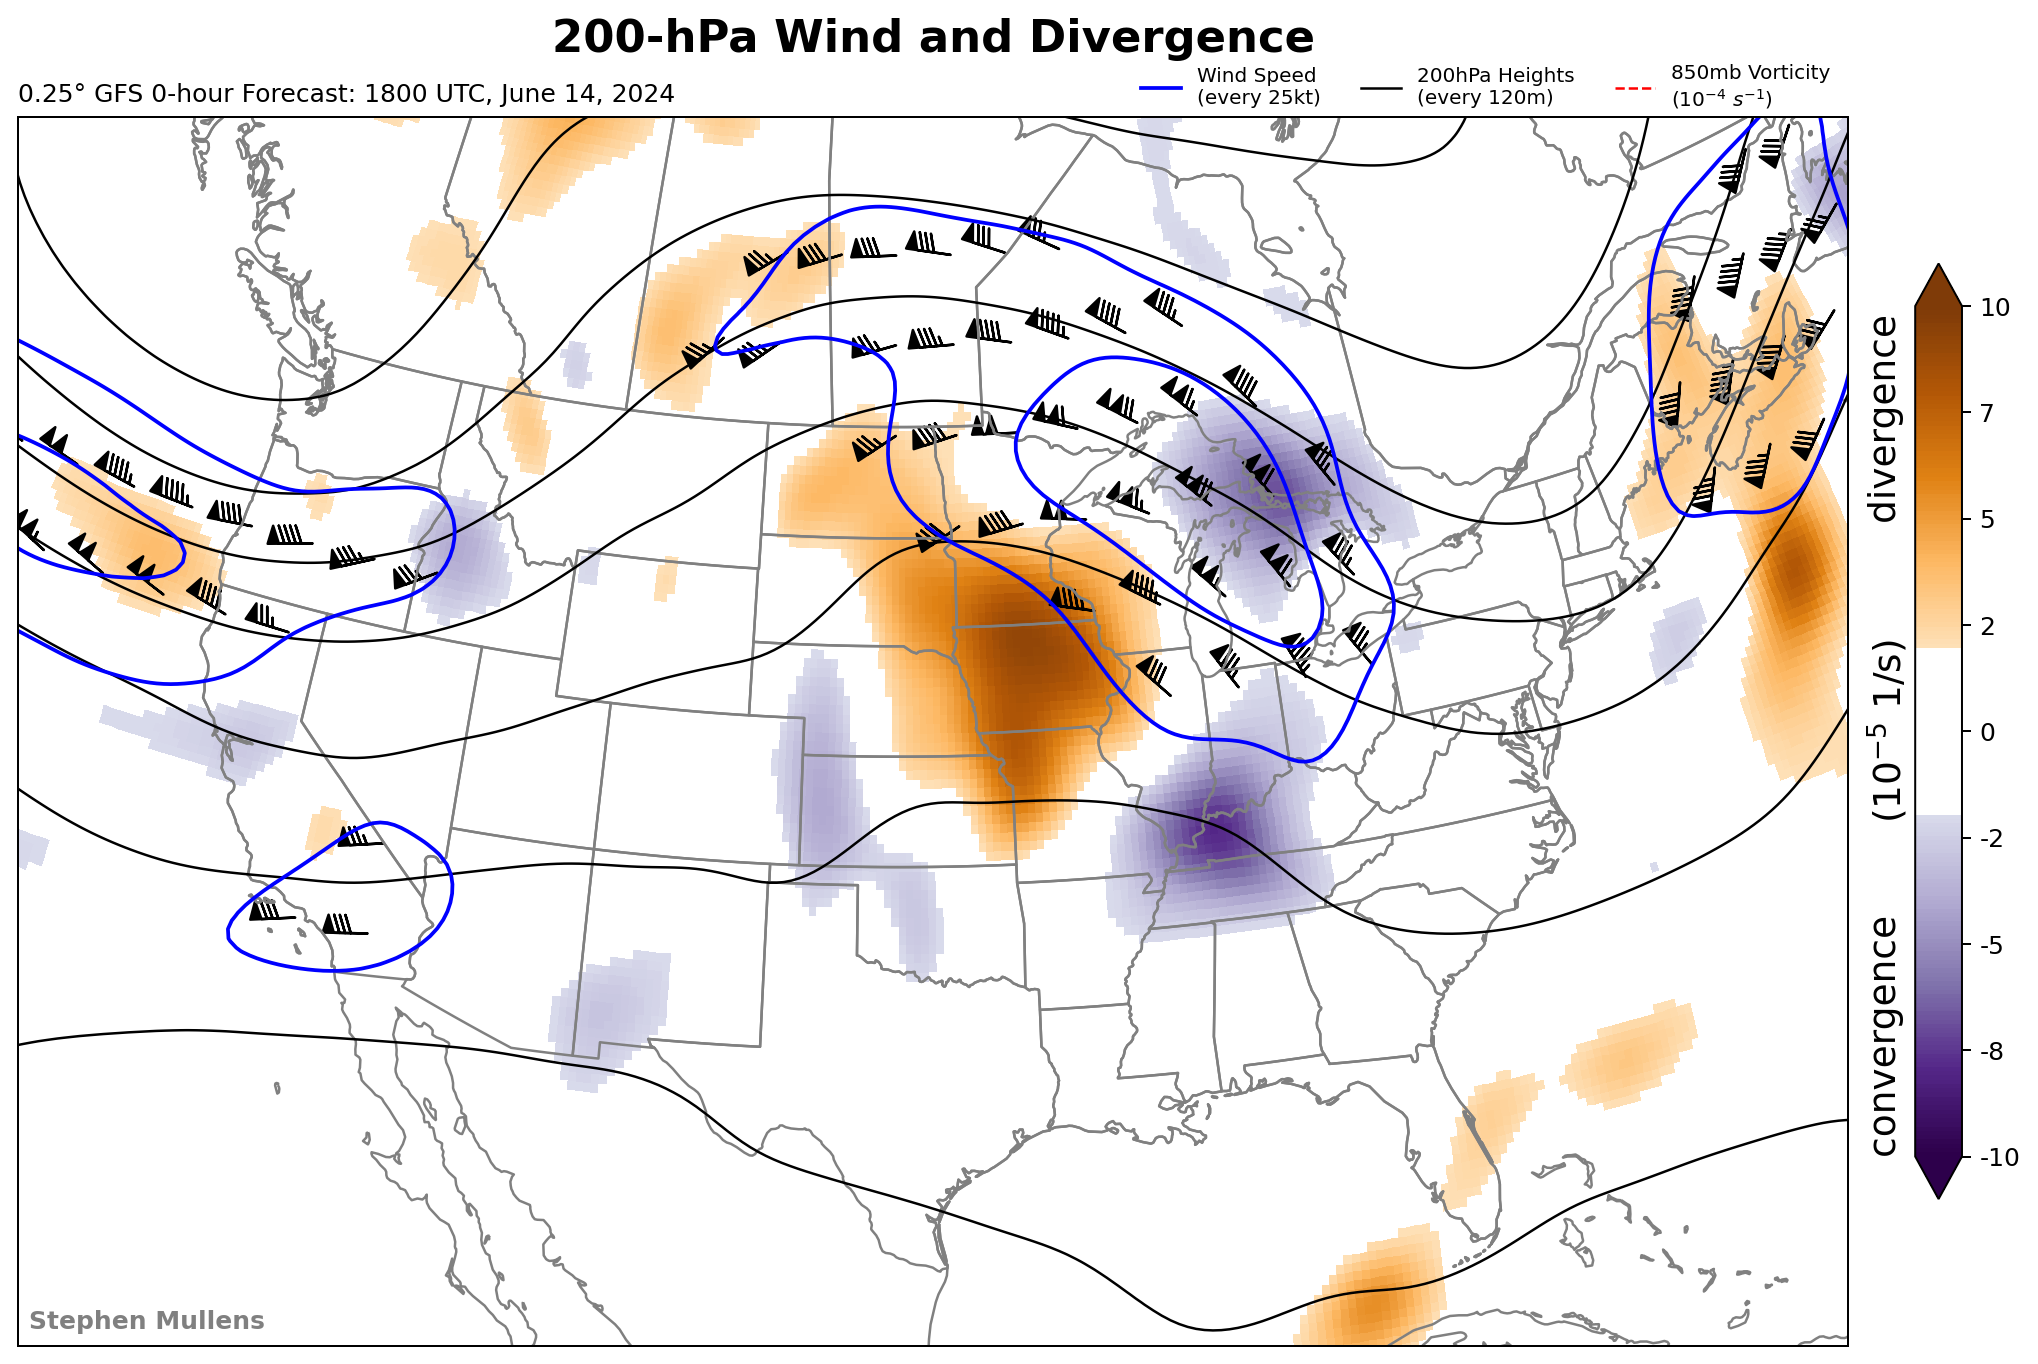 200-hPa Wind and Divergence
0.25° GFS 0-hour Forecast: 1800 UTC, June 14, 2024
Wind Speed
(every 25kt)
200hPa Heights
(every 120m)
850mb Vorticity
(10⁻⁴ s⁻¹)
10
7
5
2
0
-2
-5
-8
-10
convergence (10⁻⁵ 1/s) divergence
Stephen Mullens